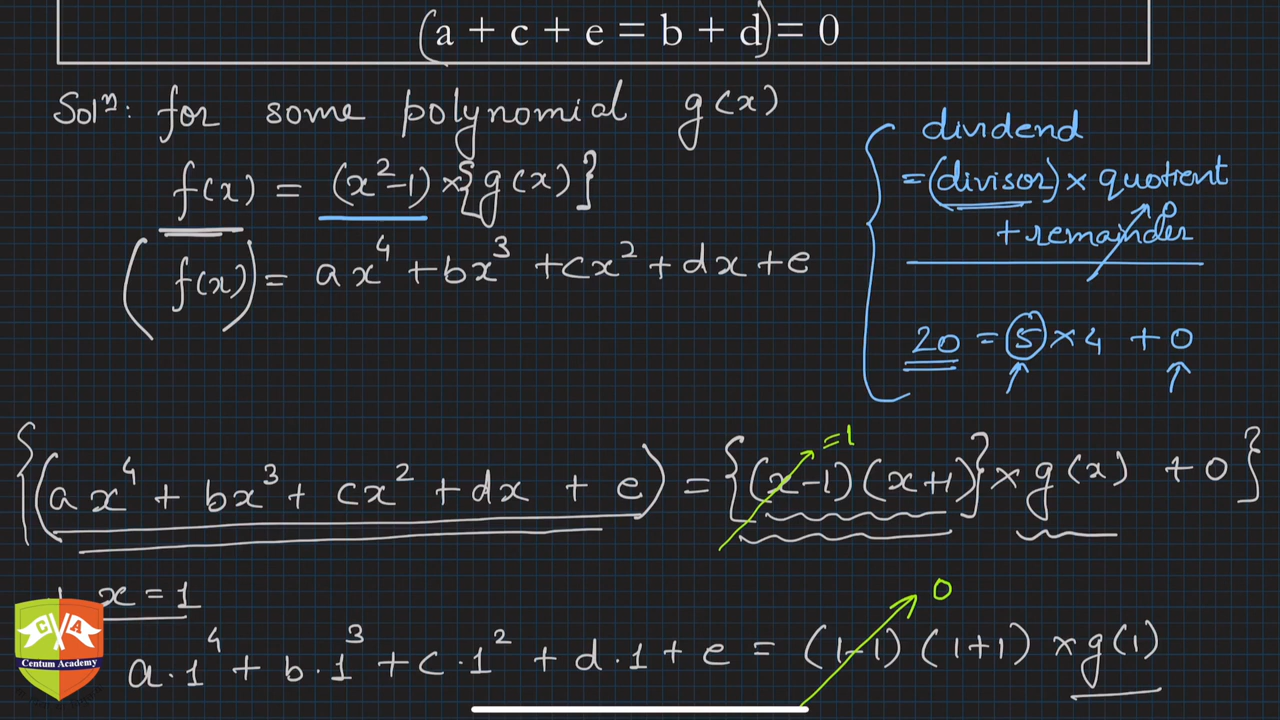 (a + c + e = b + d) = 0
Solⁿ: for some polynomial g(x)
f(x) = (x²-1) × {g(x)}
(f(x)) = ax⁴ + bx³ + cx² + dx + e
dividend
= (divisor) × quotient
+ remainder 0
20 = 5 × 4 + 0
{(ax⁴ + bx³ + cx² + dx + e) = {(x-1)(x+1)} × g(x) + 0}
=1
x = 1
a·1⁴ + b·1³ + c·1² + d·1 + e = (1-1)(1+1) × g(1)
0
CA
Centum Academy